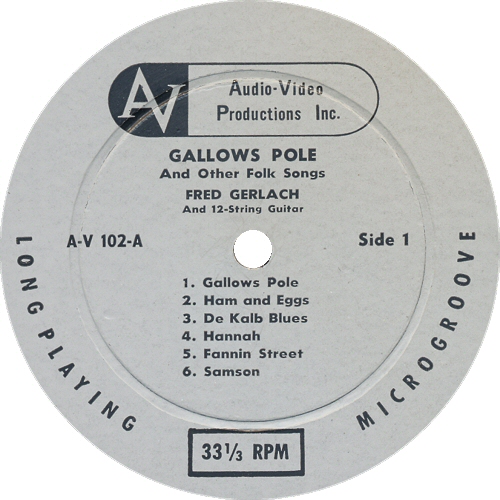 AV
Audio-Video
Productions Inc.
GALLOWS POLE
And Other Folk Songs
FRED GERLACH
And 12-String Guitar
A-V 102-A
Side 1
1. Gallows Pole
2. Ham and Eggs
3. De Kalb Blues
4. Hannah
5. Fannin Street
6. Samson
LONG PLAYING
MICROGROOVE
33 1/3 RPM